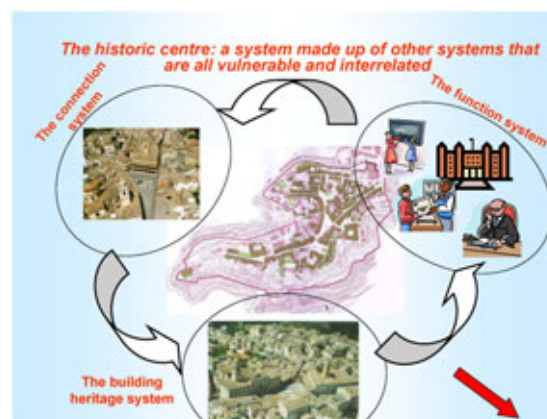 The historic centre: a system made up of other systems that
are all vulnerable and interrelated
The connection
system
The function system
The building
heritage system